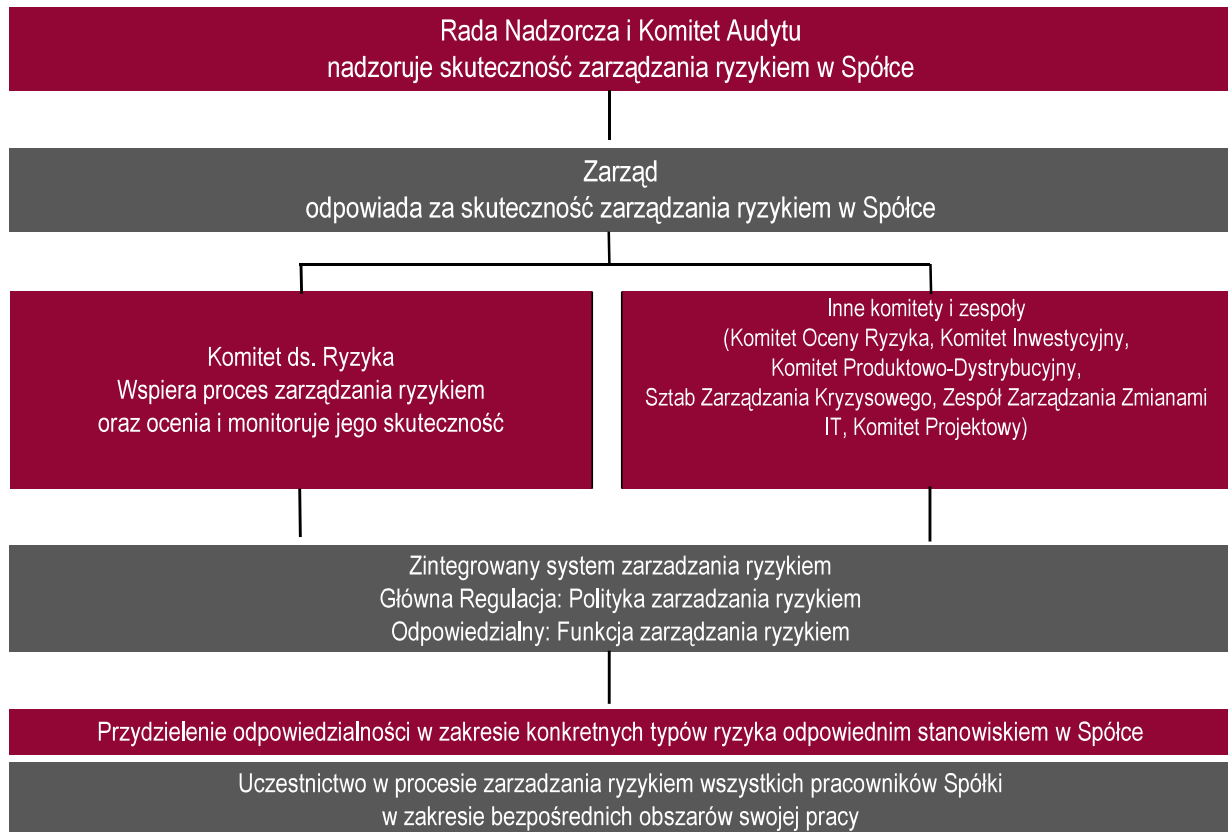 Rada Nadzorcza i Komitet Audytu
nadzoruje skuteczność zarządzania ryzykiem w Spółce
Zarząd
odpowiada za skuteczność zarządzania ryzykiem w Spółce
Komitet ds. Ryzyka
Wspiera proces zarządzania ryzykiem
oraz ocenia i monitoruje jego skuteczność
Inne komitety i zespoły
(Komitet Oceny Ryzyka, Komitet Inwestycyjny,
Komitet Produktowo-Dystrybucyjny,
Sztab Zarządzania Kryzysowego, Zespół Zarządzania Zmianami
IT, Komitet Projektowy)
Zintegrowany system zarzadzania ryzykiem
Główna Regulacja: Polityka zarzadzania ryzykiem
Odpowiedzialny: Funkcja zarządzania ryzykiem
Przydzielenie odpowiedzialności w zakresie konkretnych typów ryzyka odpowiednim stanowiskiem w Spółce
Uczestnictwo w procesie zarzadzania ryzykiem wszystkich pracowników Spółki
w zakresie bezpośrednich obszarów swojej pracy